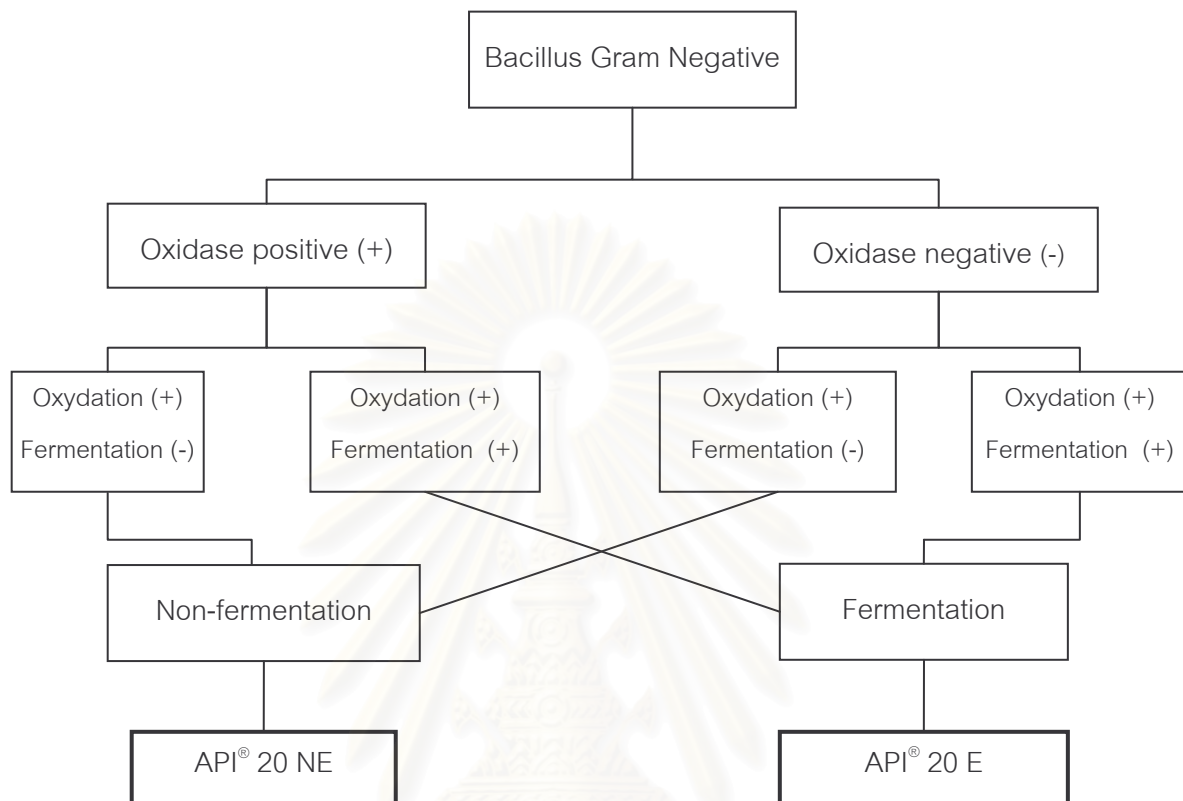 Bacillus Gram Negative
Oxidase positive (+)
Oxidase negative (-)
Oxydation (+)
Fermentation (-)
Oxydation (+)
Fermentation (+)
Oxydation (+)
Fermentation (-)
Oxydation (+)
Fermentation (+)
Non-fermentation
Fermentation
API® 20 NE
API® 20 E